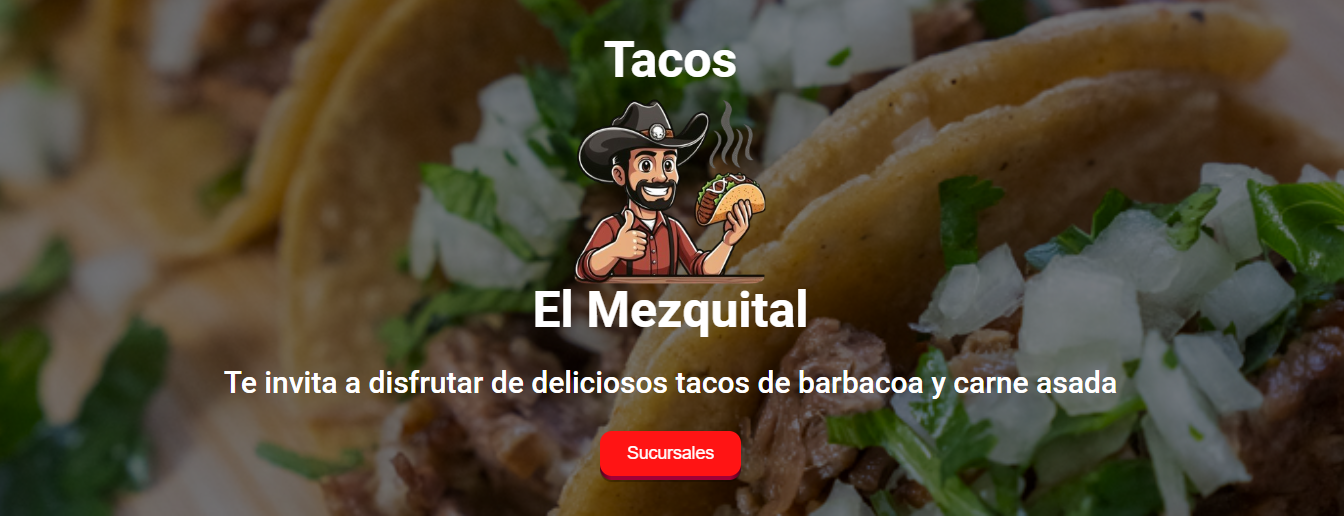 Tacos
El Mezquital
Te invita a disfrutar de deliciosos tacos de barbacoa y carne asada
Sucursales